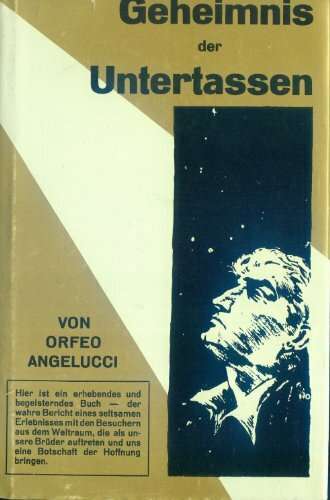 Geheimnis
der
Untertassen
VON
ORFEO
ANGELUCCI
Hier ist ein erhebendes und
begeisterndes Buch — der
wahre Bericht eines seltsamen
Erlebnisses mit den Besuchern
aus dem Weltraum, die als un-
sere Brüder auftreten und uns
eine Botschaft der Hoffnung
bringen.